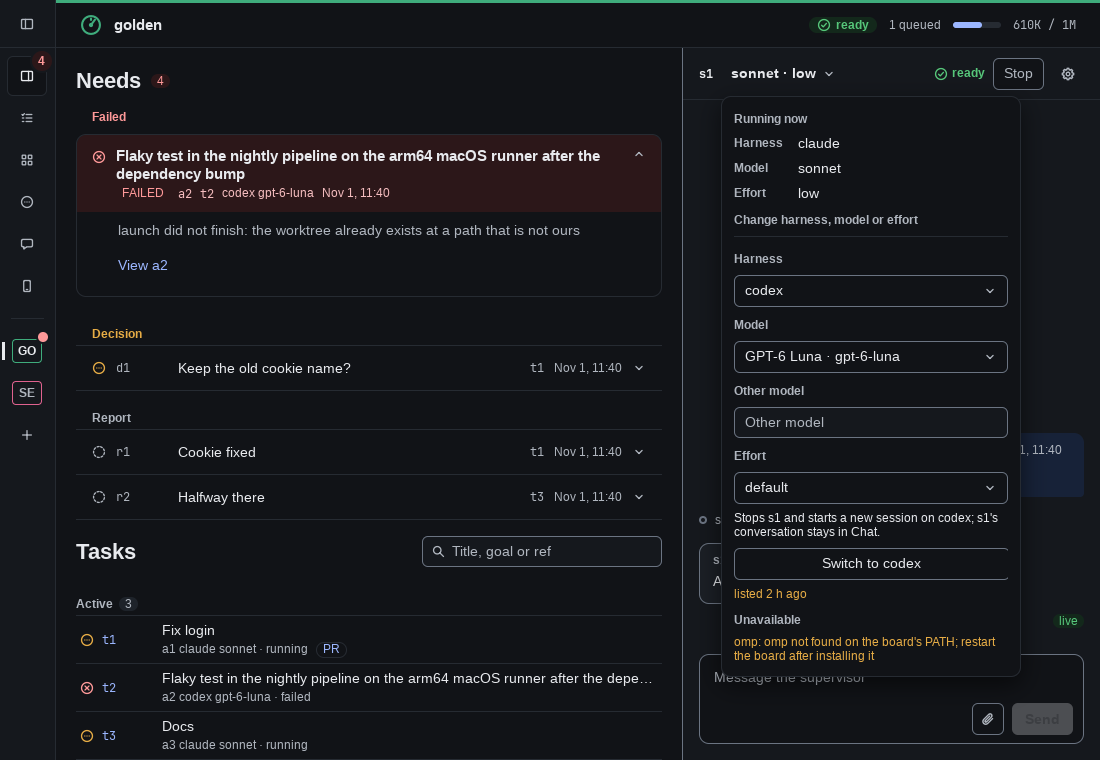 golden
ready
1 queued
610K / 1M
4
GO
SE
Needs 4
Failed
Flaky test in the nightly pipeline on the arm64 macOS runner after the
dependency bump
FAILED a2 t2 codex gpt-6-luna Nov 1, 11:40
launch did not finish: the worktree already exists at a path that is not ours
View a2
Decision
d1 Keep the old cookie name? t1 Nov 1, 11:40
Report
r1 Cookie fixed t1 Nov 1, 11:40
r2 Halfway there t3 Nov 1, 11:40
Tasks
Title, goal or ref
Active 3
t1 Fix login
a1 claude sonnet · running PR
t2 Flaky test in the nightly pipeline on the arm64 macOS runner after the depe…
a2 codex gpt-6-luna · failed
t3 Docs
a3 claude sonnet · running
s1 sonnet · low ready Stop
Running now
Harness claude
Model sonnet
Effort low
Change harness, model or effort
Harness
codex
Model
GPT-6 Luna · gpt-6-luna
Other model
Other model
Effort
default
Stops s1 and starts a new session on codex; s1's
conversation stays in Chat.
Switch to codex
listed 2 h ago
Unavailable
omp: omp not found on the board's PATH; restart
the board after installing it
11:40
live
Message the supervisor
Send